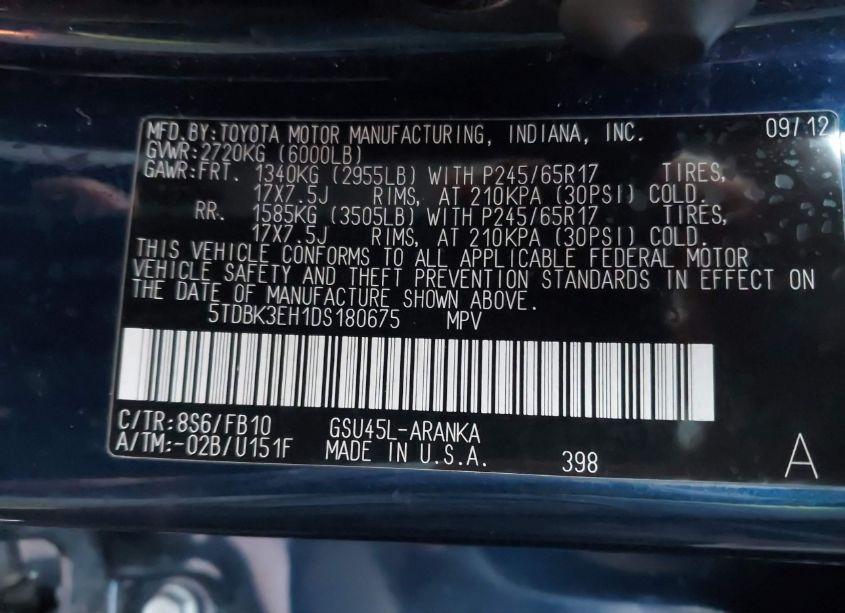 MFD. BY: TOYOTA MOTOR MANUFACTURING, INDIANA, INC. 09/12
GVWR: 2720KG (6000LB)
GAWR: FRT. 1340KG (2955LB) WITH P245/65R17 TIRES,
17X7.5J RIMS, AT 210KPA (30PSI) COLD.
RR. 1585KG (3505LB) WITH P245/65R17 TIRES,
17X7.5J RIMS, AT 210KPA (30PSI) COLD.
THIS VEHICLE CONFORMS TO ALL APPLICABLE FEDERAL MOTOR
VEHICLE SAFETY AND THEFT PREVENTION STANDARDS IN EFFECT ON
THE DATE OF MANUFACTURE SHOWN ABOVE.
5TDBK3EH1DS180675 MPV
C/TR: 8S6/FB10 GSU45L-ARANKA
A/TM: -02B/U151F MADE IN U.S.A. 398 A